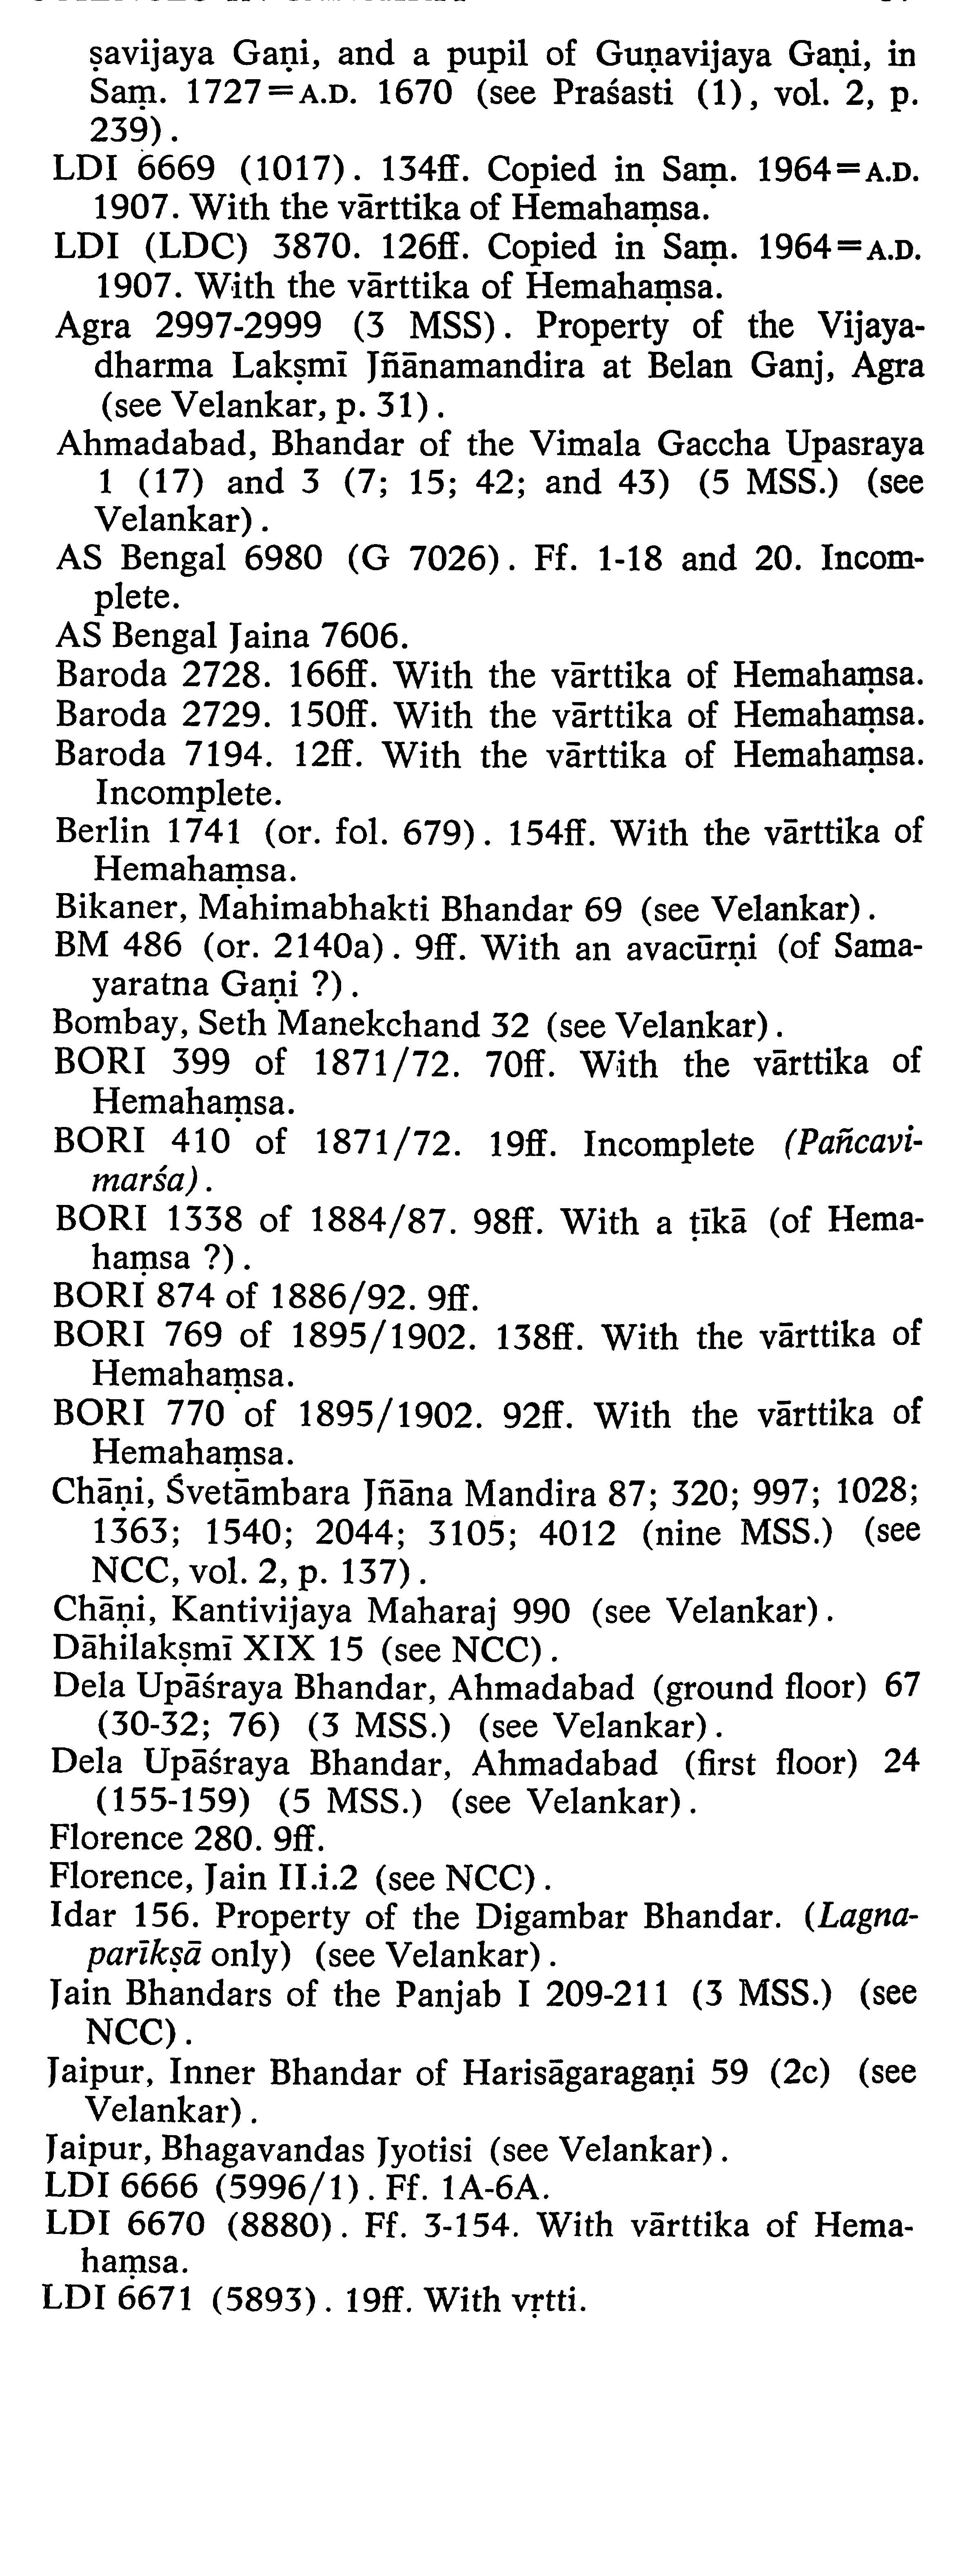 ṣavijaya Gaṇi, and a pupil of Guṇavijaya Gaṇi, in
Saṃ. 1727=A.D. 1670 (see Praśasti (1), vol. 2, p.
239).
LDI 6669 (1017). 134ff. Copied in Saṃ. 1964=A.D.
1907. With the vārttika of Hemahaṃsa.
LDI (LDC) 3870. 126ff. Copied in Saṃ. 1964=A.D.
1907. With the vārttika of Hemahaṃsa.
Agra 2997-2999 (3 MSS). Property of the Vijaya-
dharma Lakṣmī Jñānamandira at Belan Ganj, Agra
(see Velankar, p. 31).
Ahmadabad, Bhandar of the Vimala Gaccha Upasraya
1 (17) and 3 (7; 15; 42; and 43) (5 MSS.) (see
Velankar).
AS Bengal 6980 (G 7026). Ff. 1-18 and 20. Incom-
plete.
AS Bengal Jaina 7606.
Baroda 2728. 166ff. With the vārttika of Hemahaṃsa.
Baroda 2729. 150ff. With the vārttika of Hemahaṃsa.
Baroda 7194. 12ff. With the vārttika of Hemahaṃsa.
Incomplete.
Berlin 1741 (or. fol. 679). 154ff. With the vārttika of
Hemahaṃsa.
Bikaner, Mahimabhakti Bhandar 69 (see Velankar).
BM 486 (or. 2140a). 9ff. With an avacūrṇi (of Sama-
yaratna Gaṇi ?).
Bombay, Seth Manekchand 32 (see Velankar).
BORI 399 of 1871/72. 70ff. With the vārttika of
Hemahaṃsa.
BORI 410 of 1871/72. 19ff. Incomplete (Pañcavi-
marśa).
BORI 1338 of 1884/87. 98ff. With a ṭīkā (of Hema-
haṃsa ?).
BORI 874 of 1886/92. 9ff.
BORI 769 of 1895/1902. 138ff. With the vārttika of
Hemahaṃsa.
BORI 770 of 1895/1902. 92ff. With the vārttika of
Hemahaṃsa.
Chāṇi, Śvetāmbara Jñāna Mandira 87; 320; 997; 1028;
1363; 1540; 2044; 3105; 4012 (nine MSS.) (see
NCC, vol. 2, p. 137).
Chāṇi, Kantivijaya Maharaj 990 (see Velankar).
Dāhilakṣmī XIX 15 (see NCC).
Dela Upāśraya Bhandar, Ahmadabad (ground floor) 67
(30-32; 76) (3 MSS.) (see Velankar).
Dela Upāśraya Bhandar, Ahmadabad (first floor) 24
(155-159) (5 MSS.) (see Velankar).
Florence 280. 9ff.
Florence, Jain II.i.2 (see NCC).
Idar 156. Property of the Digambar Bhandar. (Lagna-
parīkṣā only) (see Velankar).
Jain Bhandars of the Panjab I 209-211 (3 MSS.) (see
NCC).
Jaipur, Inner Bhandar of Harisāgaragaṇi 59 (2c) (see
Velankar).
Jaipur, Bhagavandas Jyotisi (see Velankar).
LDI 6666 (5996/1). Ff. 1A-6A.
LDI 6670 (8880). Ff. 3-154. With vārttika of Hema-
haṃsa.
LDI 6671 (5893). 19ff. With vṛtti.